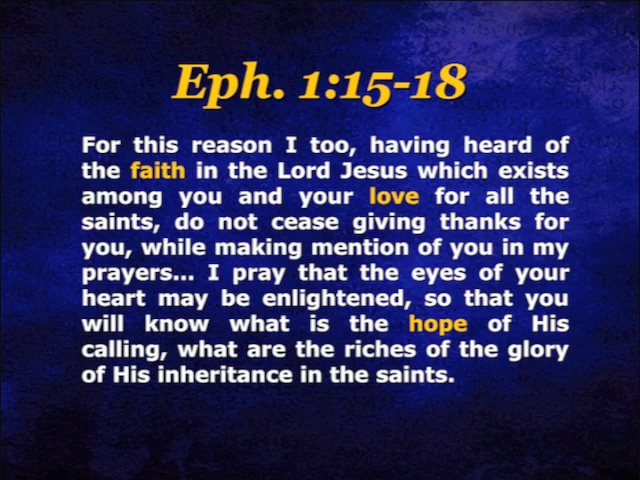 Eph. 1:15-18
For this reason I too, having heard of
the faith in the Lord Jesus which exists
among you and your love for all the
saints, do not cease giving thanks for
you, while making mention of you in my
prayers... I pray that the eyes of your
heart may be enlightened, so that you
will know what is the hope of His
calling, what are the riches of the glory
of His inheritance in the saints.